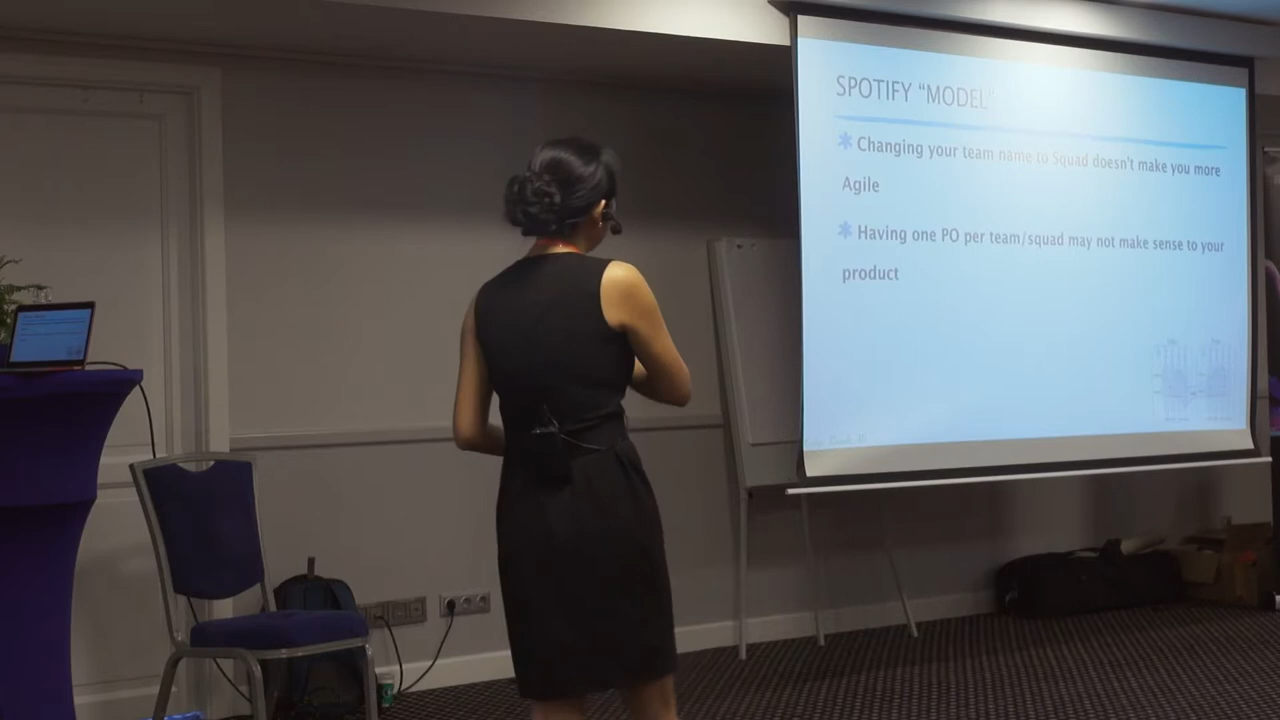 SPOTIFY “MODEL”
* Changing your team name to Squad doesn't make you more
Agile
* Having one PO per team/squad may not make sense to your
product